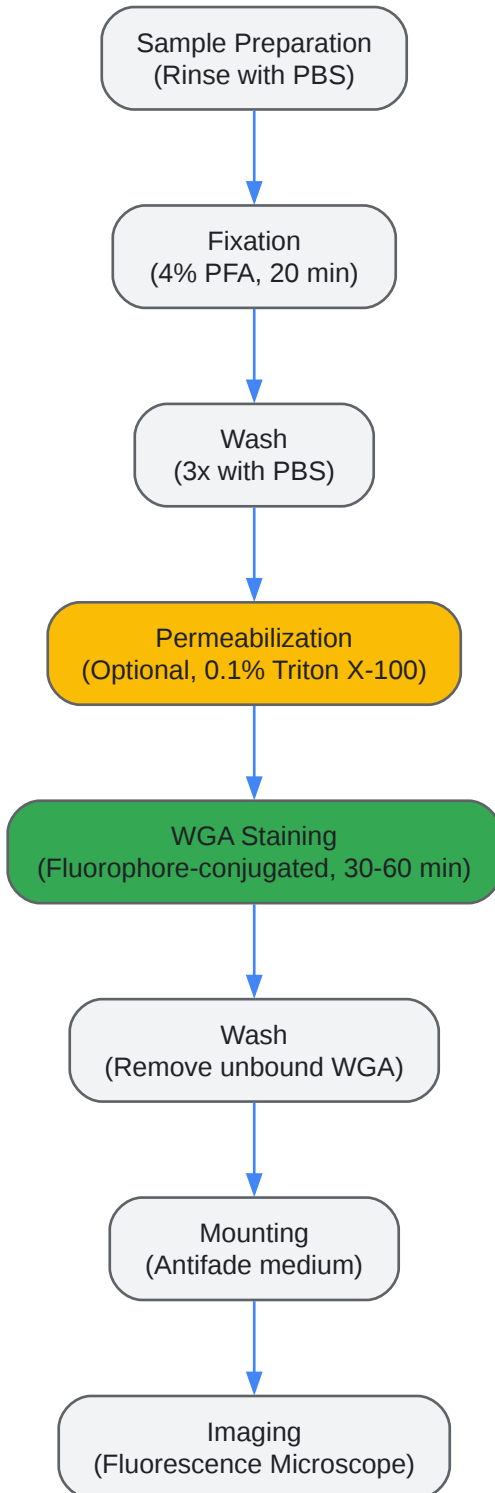 Sample Preparation
(Rinse with PBS)
Fixation
(4% PFA, 20 min)
Wash
(3x with PBS)
Permeabilization
(Optional, 0.1% Triton X-100)
WGA Staining
(Fluorophore-conjugated, 30-60 min)
Wash
(Remove unbound WGA)
Mounting
(Antifade medium)
Imaging
(Fluorescence Microscope)